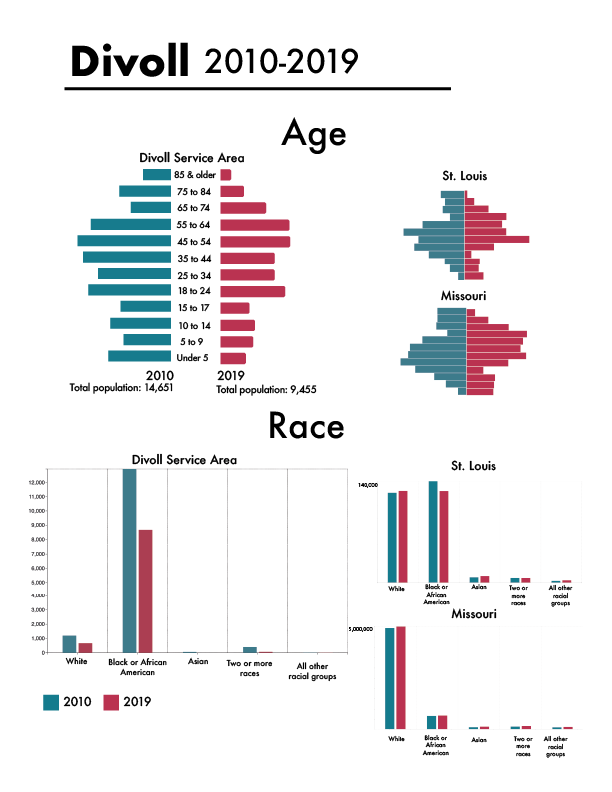 Divoll 2010-2019
Age
Divoll Service Area
85 & older
75 to 84
65 to 74
55 to 64
45 to 54
35 to 44
25 to 34
18 to 24
15 to 17
10 to 14
5 to 9
Under 5
2010
2019
Total population: 14,651
Total population: 9,455
St. Louis
Missouri
Race
Divoll Service Area
12,000
11,000
10,000
9,000
8,000
7,000
6,000
5,000
4,000
3,000
2,000
1,000
0
White
Black or African
American
Asian
Two or more
races
All other
racial groups
2010
2019
St. Louis
140,000
White
Black or
African
American
Asian
Two or
more
races
All other
racial
groups
Missouri
5,000,000
White
Black or
African
American
Asian
Two or
more
races
All other
racial
groups